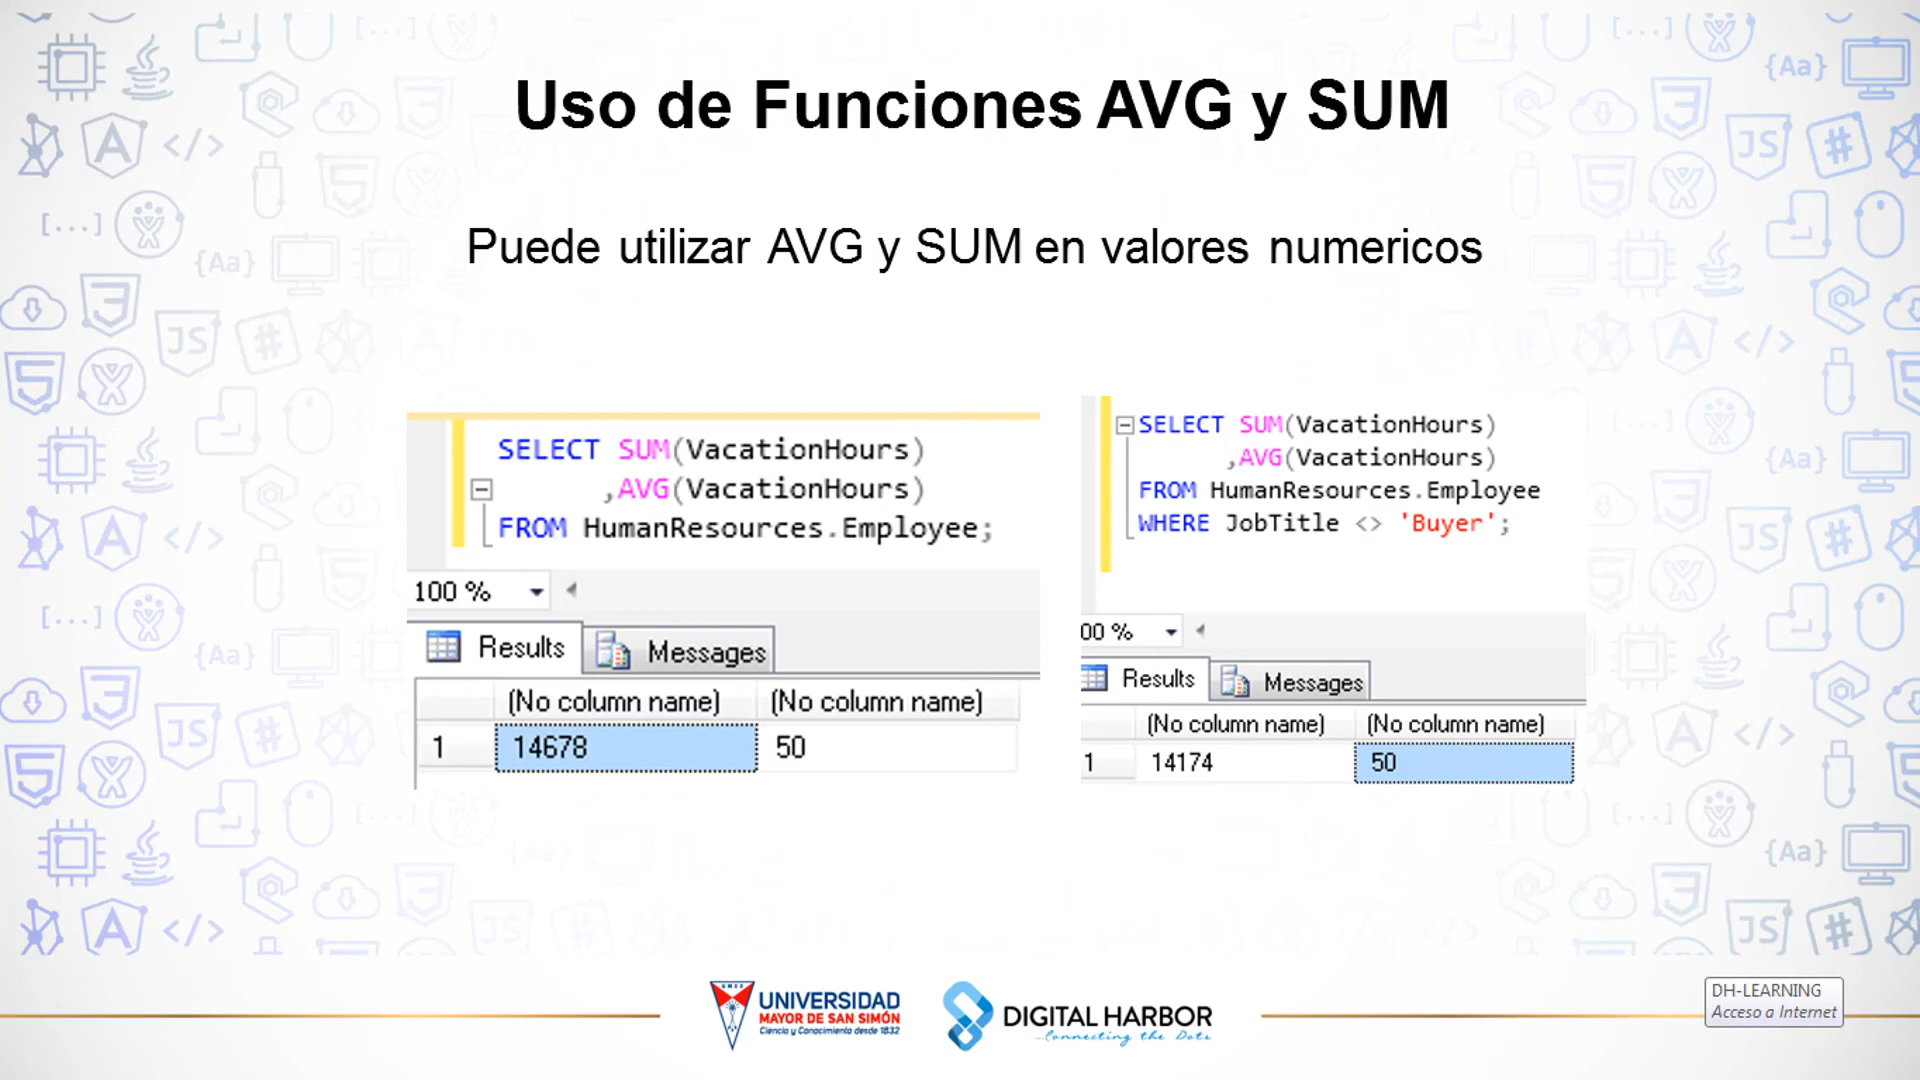 Uso de Funciones AVG y SUM
Puede utilizar AVG y SUM en valores numericos
SELECT SUM(VacationHours)
,AVG(VacationHours)
FROM HumanResources.Employee;
100 %
Results Messages
(No column name) (No column name)
1 14678 50
SELECT SUM(VacationHours)
,AVG(VacationHours)
FROM HumanResources.Employee
WHERE JobTitle <> 'Buyer';
00 %
Results Messages
(No column name) (No column name)
1 14174 50
UNIVERSIDAD
MAYOR DE SAN SIMÓN
Ciencia y Conocimiento desde 1832
DIGITAL HARBOR
...Connecting the Dots
DH-LEARNING
Acceso a Internet